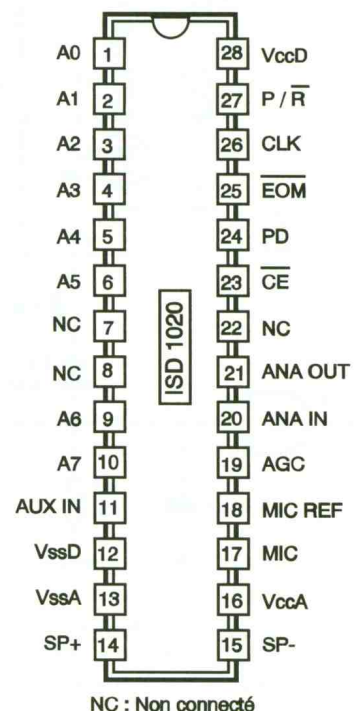 A0 1 28 VccD
A1 2 27 P / R̅
A2 3 26 CLK
A3 4 25 E̅O̅M̅
A4 5 24 PD
A5 6 23 C̅E̅
NC 7 22 NC
NC 8 21 ANA OUT
A6 9 20 ANA IN
A7 10 19 AGC
AUX IN 11 18 MIC REF
VssD 12 17 MIC
VssA 13 16 VccA
SP+ 14 15 SP-
ISD 1020
NC : Non connecté